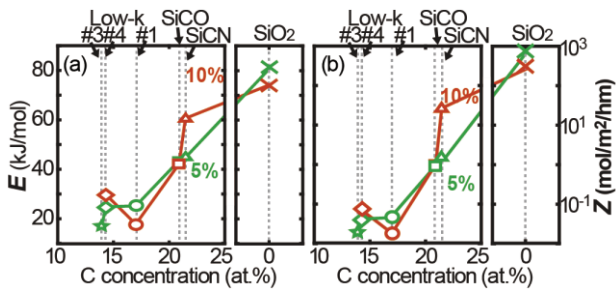 Low-k SiCO
#3#4 #1 SiCN SiO2
(a) 10% 5%
80
60
40
20
E (kJ/mol)
10 15 20 25 0
C concentration (at.%)
Low-k SiCO
#3#4 #1 SiCN SiO2
(b) 10% 5%
10^3
10^1
10^-1
Z (mol/m2/hm)
10 15 20 25 0
C concentration (at.%)